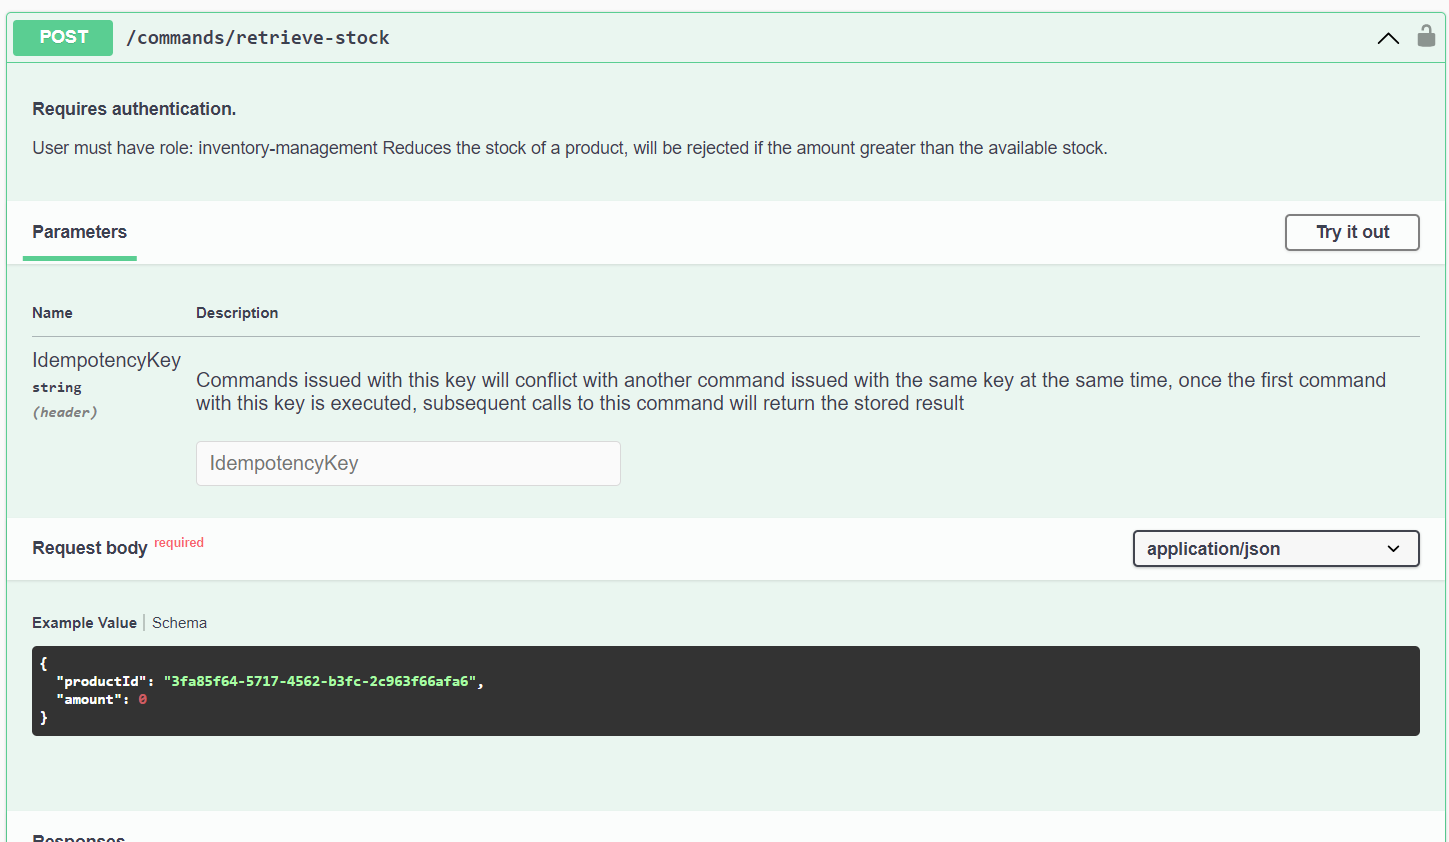 POST /commands/retrieve-stock
Requires authentication.
User must have role: inventory-management Reduces the stock of a product, will be rejected if the amount greater than the available stock.
Parameters
Try it out
Name Description
IdempotencyKey
string
(header)
Commands issued with this key will conflict with another command issued with the same key at the same time, once the first command
with this key is executed, subsequent calls to this command will return the stored result
IdempotencyKey
Request body required
application/json
Example Value | Schema
{
"productId": "3fa85f64-5717-4562-b3fc-2c963f66afa6",
"amount": 0
}
Responses